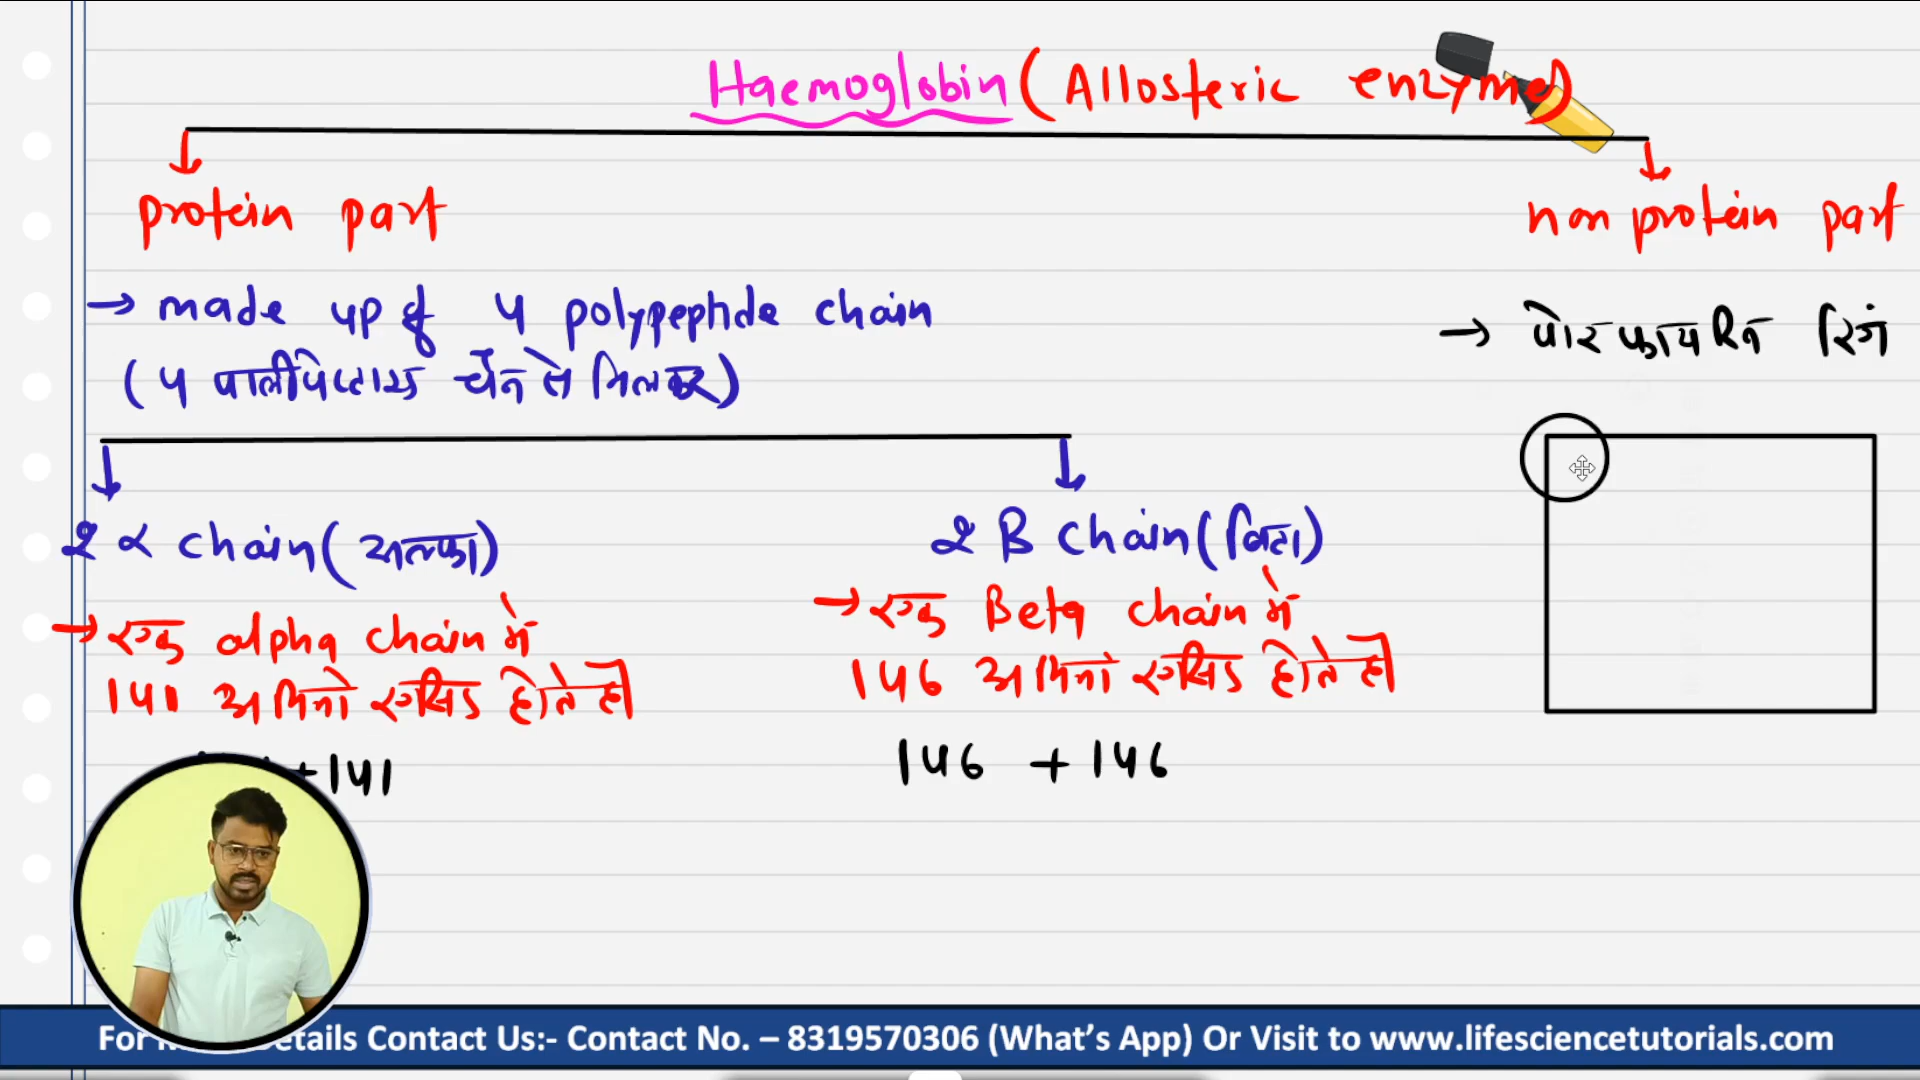 Haemoglobin (Allosteric enzyme)
protein part
non protein part
→ made up of 4 polypeptide chain
(4 पालीपेप्टाइड चैन से मिलकर)
→ पोरफायरिन रिंग
2 α chain (अल्फा)
2 B chain (बिटा)
→ एक alpha chain में
141 अमिनो एसिड होते है
→ एक Beta chain में
146 अमिनो एसिड होते है
+141
146 + 146
For Details Contact Us:- Contact No. – 8319570306 (What’s App) Or Visit to www.lifesciencetutorials.com